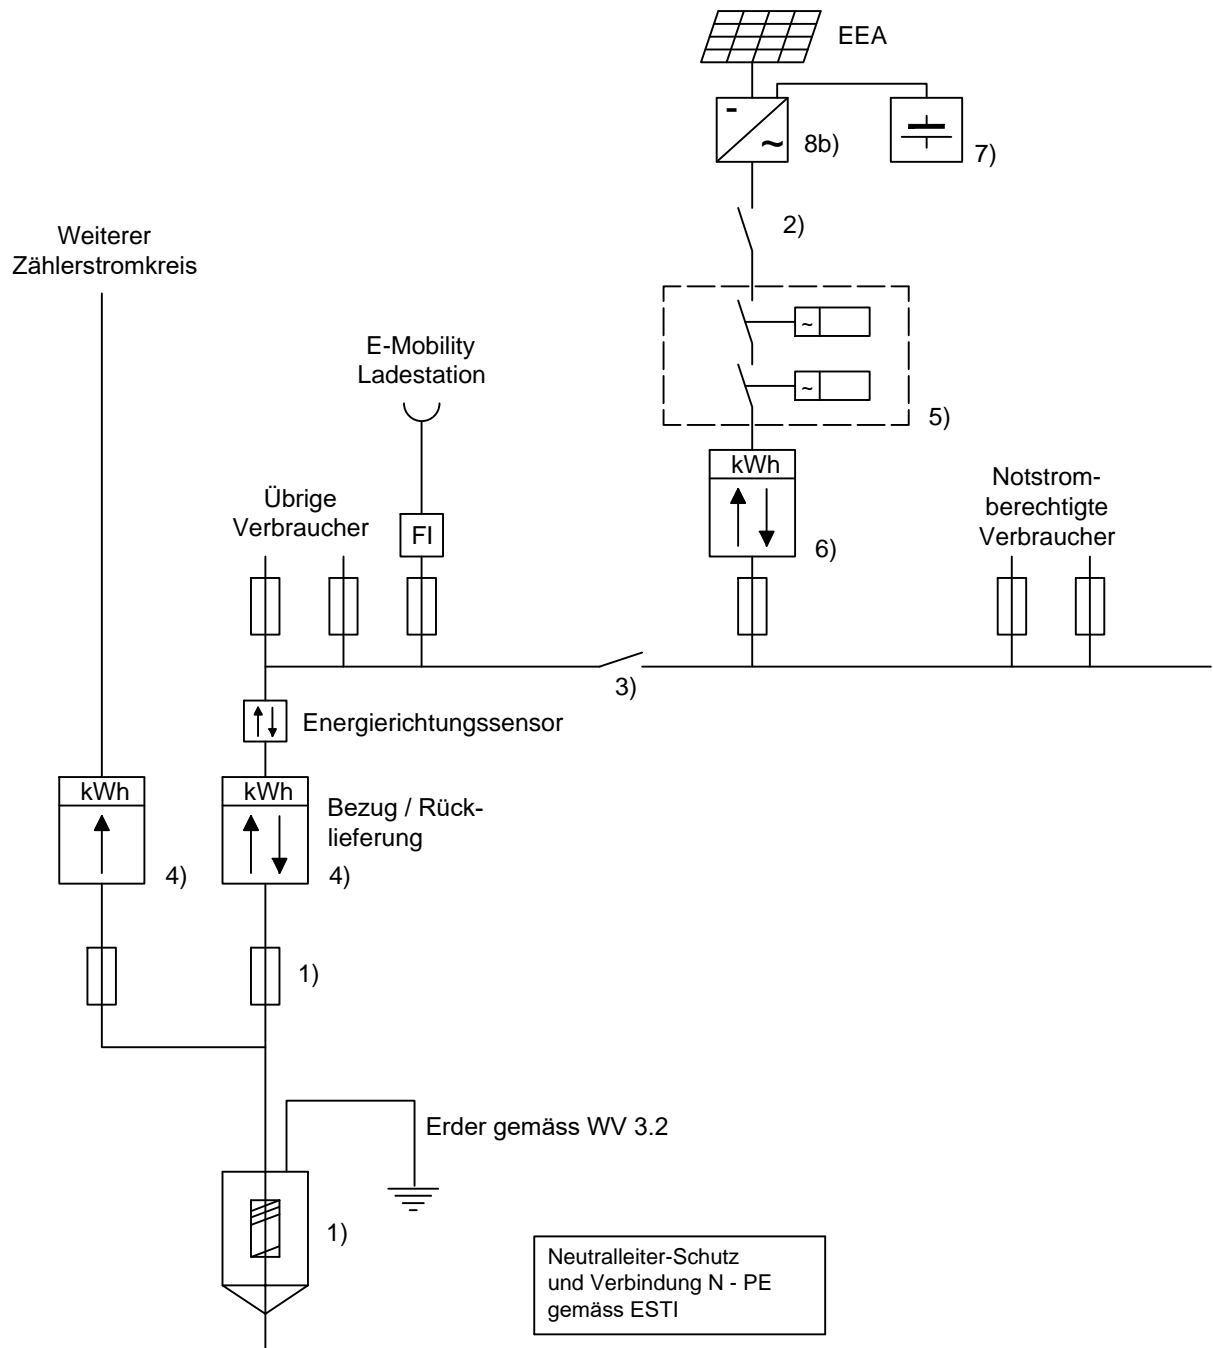 EEA
-
~
8b)
7)
2)
Weiterer
Zählerstromkreis
~
~
5)
E-Mobility
Ladestation
kWh
6)
Notstrom-
berechtigte
Verbraucher
Übrige
Verbraucher
FI
3)
Energierichtungssensor
kWh
4)
kWh
Bezug / Rück-
lieferung
4)
1)
Erder gemäss WV 3.2
1)
Neutralleiter-Schutz
und Verbindung N - PE
gemäss ESTI